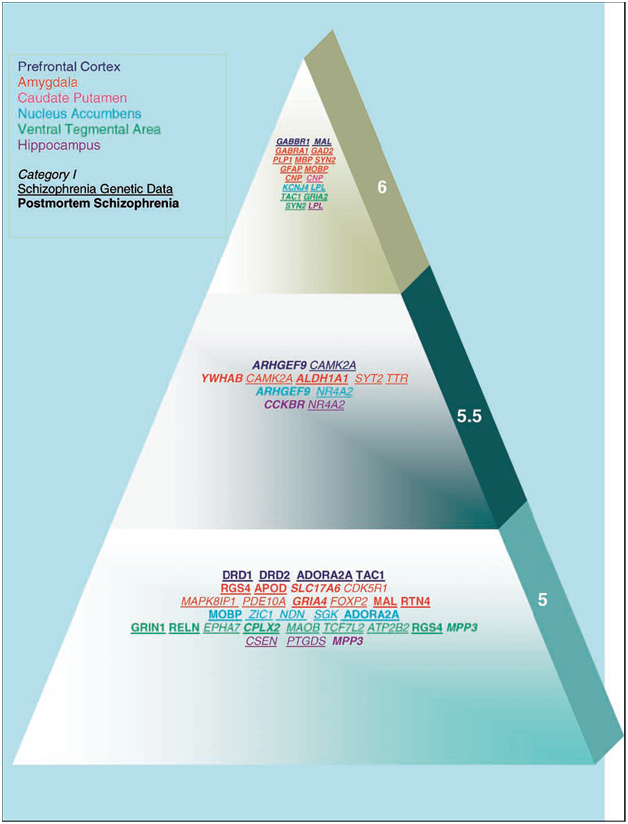 Prefrontal Cortex
Amygdala
Caudate Putamen
Nucleus Accumbens
Ventral Tegmental Area
Hippocampus
Category I
Schizophrenia Genetic Data
Postmortem Schizophrenia
GABBR1 MAL
GABRA1 GAD2
PLP1 MBP SYN2
GFAP MOBP
CNP CNP
KCNJ4 LPL
TAC1 GRIA2
SYN2 LPL
6
ARHGEF9 CAMK2A
YWHAB CAMK2A ALDH1A1 SYT2 TTR
ARHGEF9 NR4A2
CCKBR NR4A2
5.5
DRD1 DRD2 ADORA2A TAC1
RGS4 APOD SLC17A6 CDK5R1
MAPK8IP1 PDE10A GRIA4 FOXP2 MAL RTN4
MOBP ZIC1 NDN SGK ADORA2A
GRIN1 RELN EPHA7 CPLX2 MAOB TCF7L2 ATP2B2 RGS4 MPP3
CSEN PTGDS MPP3
5